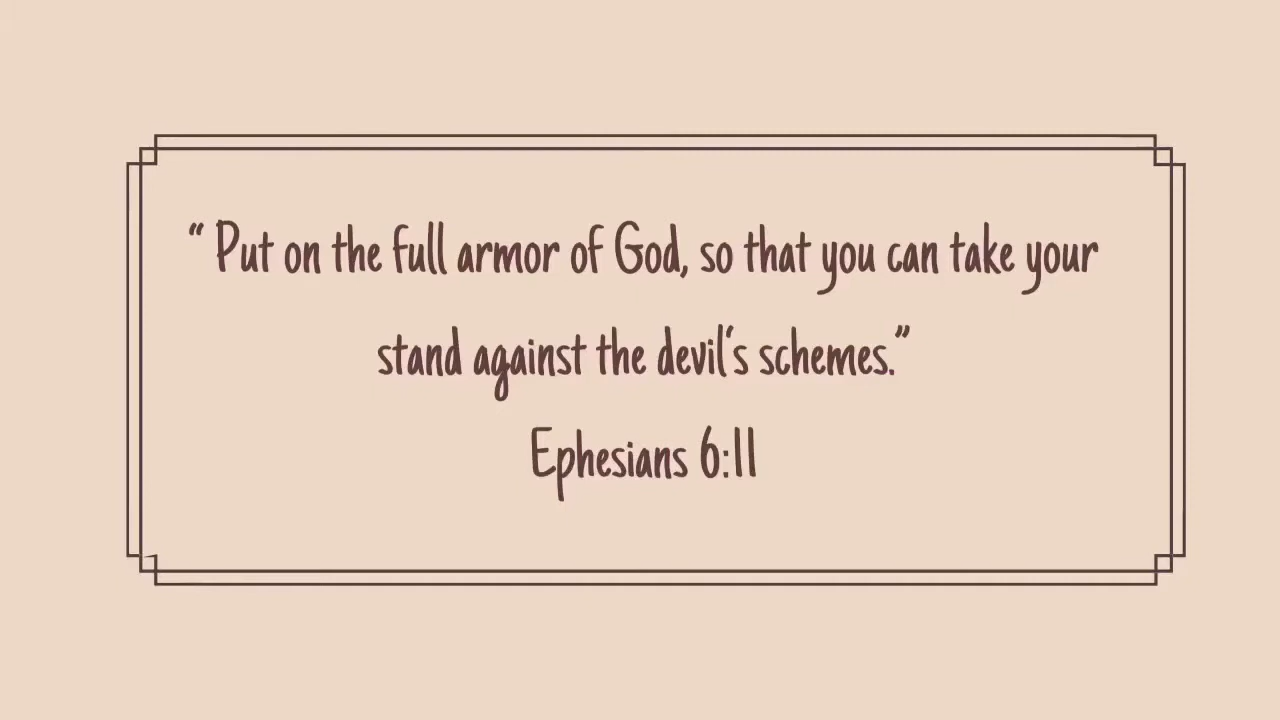 “ Put on the full armor of God, so that you can take your
stand against the devil‘s schemes.”
Ephesians 6:11